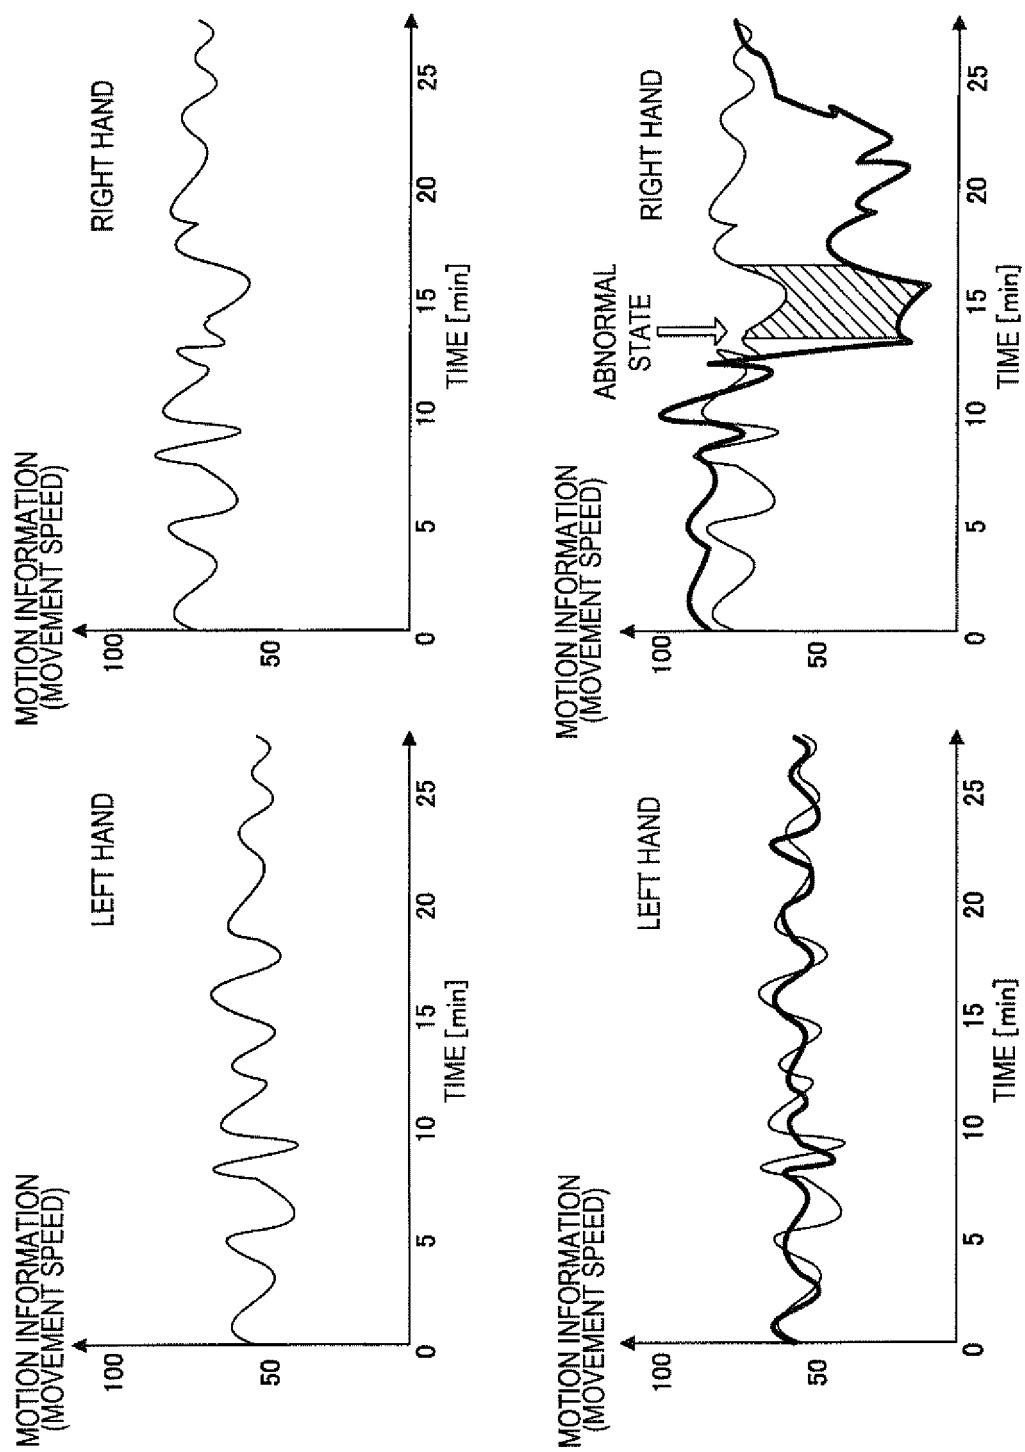 MOTION INFORMATION
(MOVEMENT SPEED)
LEFT HAND
100
50
0
5
10
15
20
25
TIME [min]
MOTION INFORMATION
(MOVEMENT SPEED)
RIGHT HAND
100
50
0
5
10
15
20
25
TIME [min]
MOTION INFORMATION
(MOVEMENT SPEED)
LEFT HAND
100
50
0
5
10
15
20
25
TIME [min]
MOTION INFORMATION
(MOVEMENT SPEED)
ABNORMAL
STATE
RIGHT HAND
100
50
0
5
10
15
20
25
TIME [min]